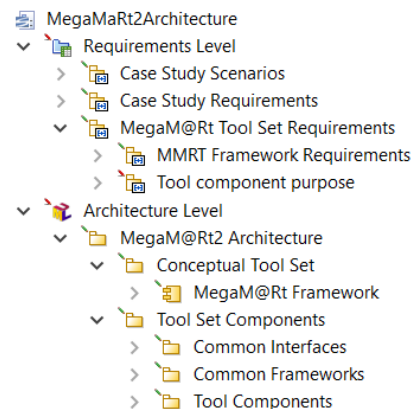 MegaMaRt2Architecture
Requirements Level
Case Study Scenarios
Case Study Requirements
MegaM@Rt Tool Set Requirements
MMRT Framework Requirements
Tool component purpose
Architecture Level
MegaM@Rt2 Architecture
Conceptual Tool Set
MegaM@Rt Framework
Tool Set Components
Common Interfaces
Common Frameworks
Tool Components